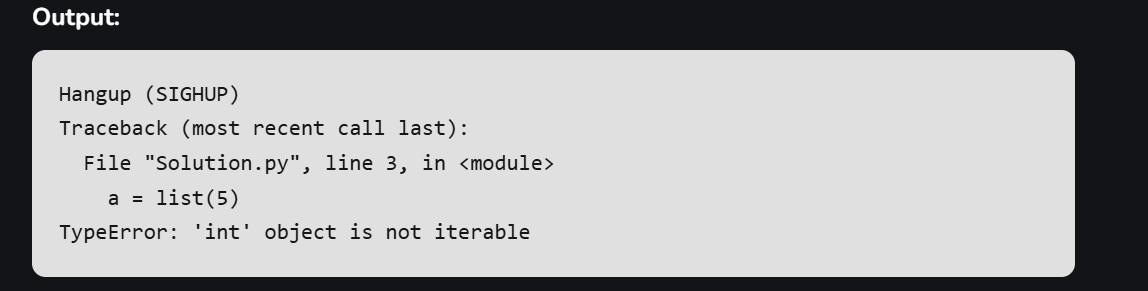 Output:
Hangup (SIGHUP)
Traceback (most recent call last):
  File "Solution.py", line 3, in <module>
    a = list(5)
TypeError: 'int' object is not iterable